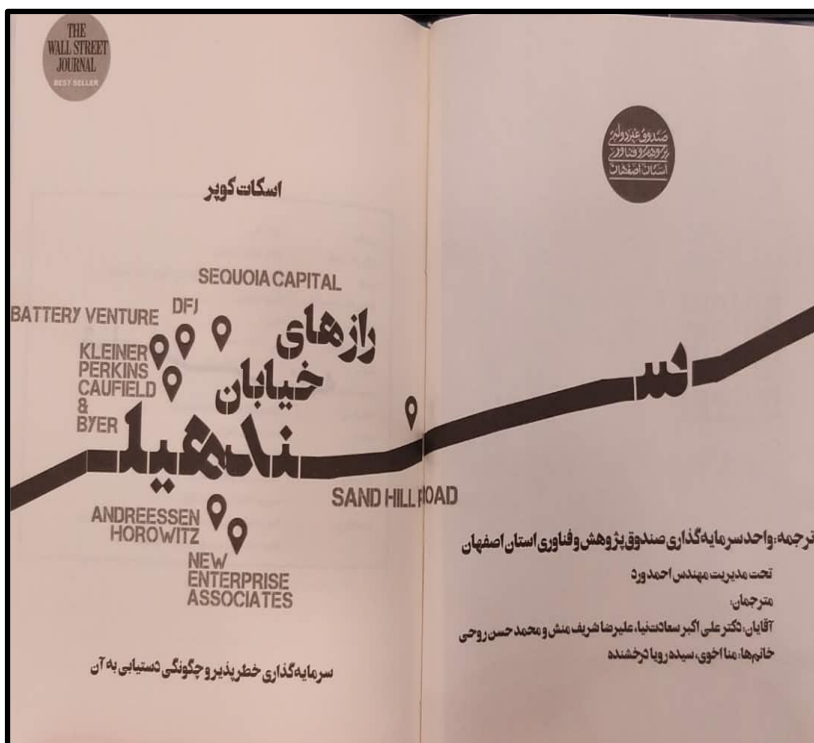 صندوق غیردولتی
پژوهش و فناوری
استان اصفهان
ترجمه: واحد سرمایه‌گذاری صندوق پژوهش و فناوری استان اصفهان
تحت مدیریت مهندس احمد ورد
مترجمان:
آقایان: دکتر علی اکبر سعادت‌نیا، علیرضا شریف منش و محمد حسن روحی
خانم‌ها: منا اخوی، سیده رویا درخشنده
THE
WALL STREET
JOURNAL
BEST SELLER
اسکات کوپر
SEQUOIA CAPITAL
DFJ
BATTERY VENTURE
KLEINER
PERKINS
CAUFIELD
&
BYER
رازهای
خیابان
سندهیل
SAND HILL ROAD
ANDREESSEN
HOROWITZ
NEW
ENTERPRISE
ASSOCIATES
سرمایه‌گذاری خطرپذیر و چگونگی دستیابی به آن